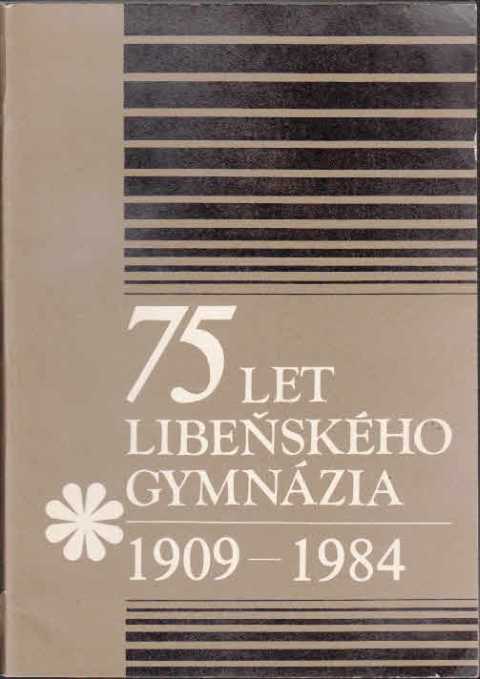 75 LET
LIBEŇSKÉHO
GYMNÁZIA
1909 – 1984